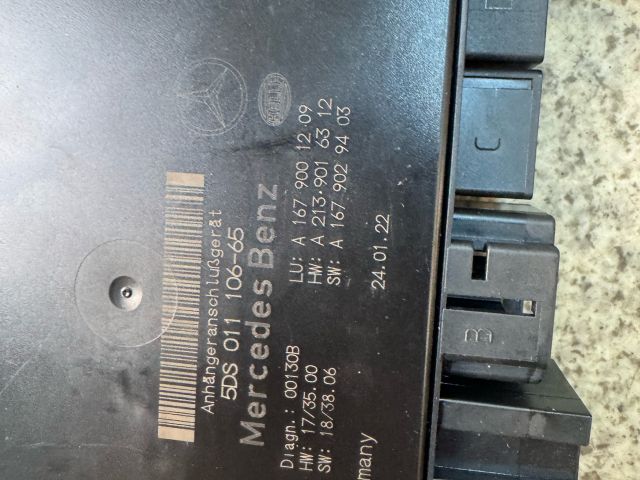 HELLA
Anhängeranschlußgerät
5DS 011 106-65
Mercedes Benz
Diagn.: 00130B
HW: 17/35.00
SW: 18/38.06
LU: A 167 900 12 09
HW: A 213 901 63 12
SW: A 167 902 94 03
24.01.22
C
B